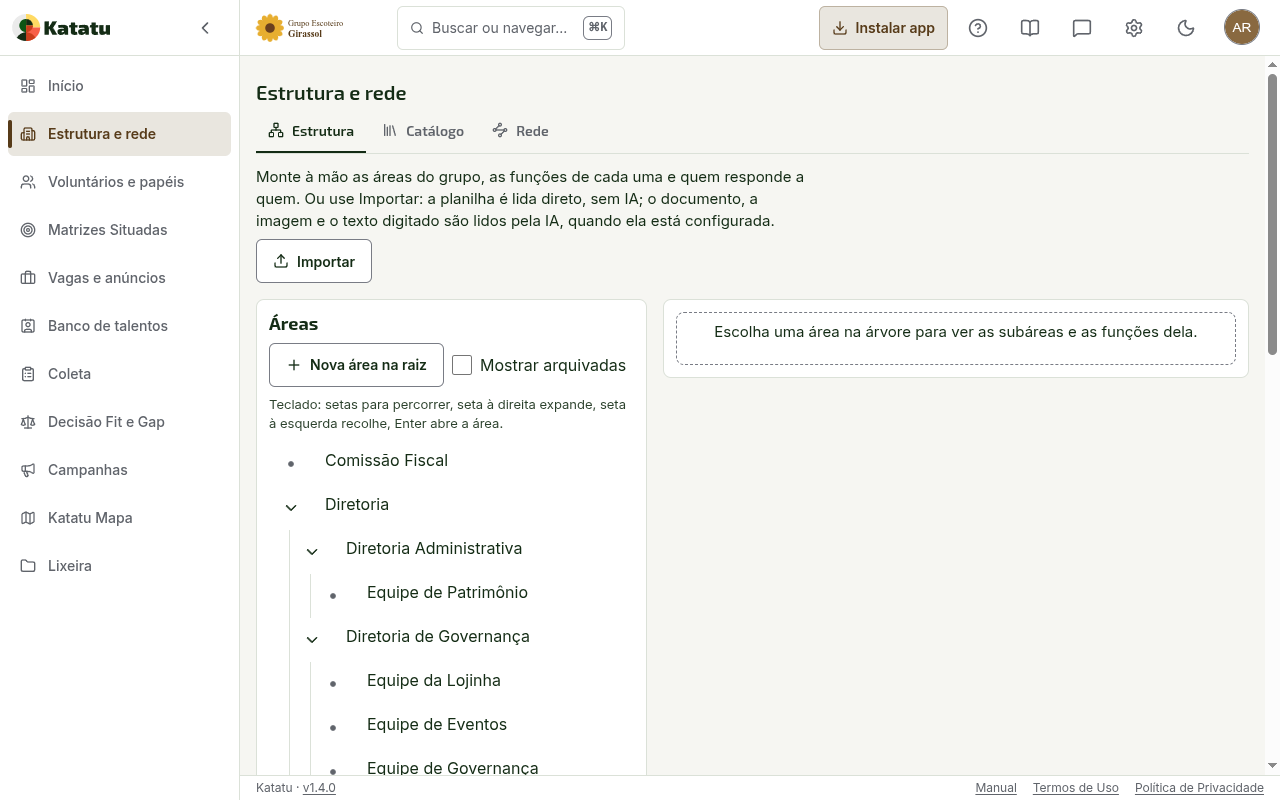 Katatu
Grupo Escoteiro
Girassol
Buscar ou navegar...
⌘K
Instalar app
AR
Início
Estrutura e rede
Voluntários e papéis
Matrizes Situadas
Vagas e anúncios
Banco de talentos
Coleta
Decisão Fit e Gap
Campanhas
Katatu Mapa
Lixeira
Estrutura e rede
Estrutura
Catálogo
Rede
Monte à mão as áreas do grupo, as funções de cada uma e quem responde a
quem. Ou use Importar: a planilha é lida direto, sem IA; o documento, a
imagem e o texto digitado são lidos pela IA, quando ela está configurada.
Importar
Áreas
Nova área na raiz
Mostrar arquivadas
Teclado: setas para percorrer, seta à direita expande, seta
à esquerda recolhe, Enter abre a área.
Comissão Fiscal
Diretoria
Diretoria Administrativa
Equipe de Patrimônio
Diretoria de Governança
Equipe da Lojinha
Equipe de Eventos
Equipe de Governança
Escolha uma área na árvore para ver as subáreas e as funções dela.
Katatu · v1.4.0
Manual
Termos de Uso
Política de Privacidade